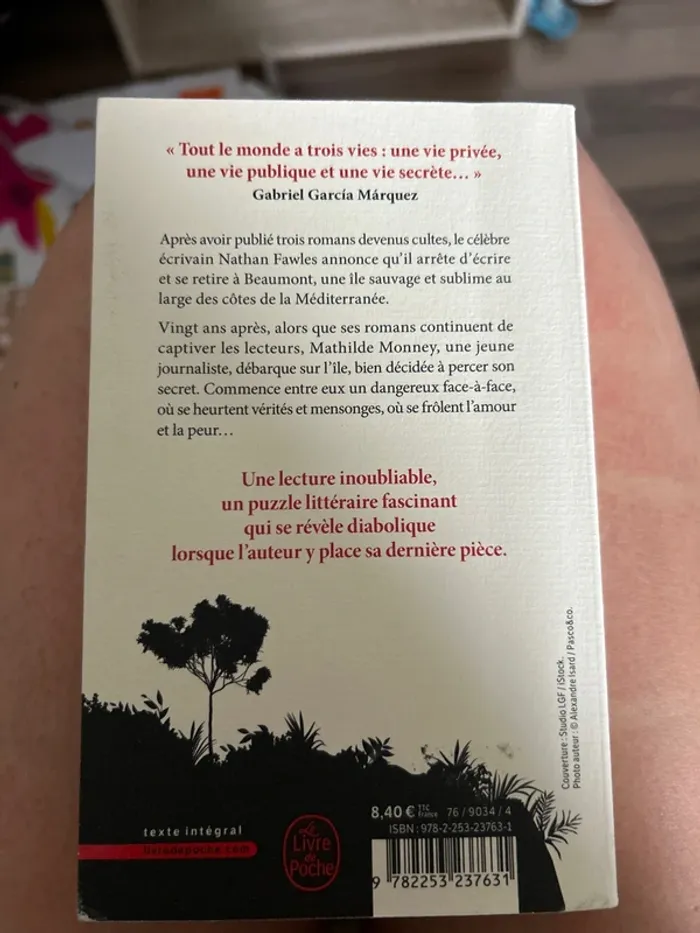 « Tout le monde a trois vies : une vie privée,
une vie publique et une vie secrète... »
Gabriel García Márquez
Après avoir publié trois romans devenus cultes, le célèbre
écrivain Nathan Fawles annonce qu'il arrête d'écrire
et se retire à Beaumont, une île sauvage et sublime au
large des côtes de la Méditerranée.
Vingt ans après, alors que ses romans continuent de
captiver les lecteurs, Mathilde Monney, une jeune
journaliste, débarque sur l'île, bien décidée à percer son
secret. Commence entre eux un dangereux face-à-face,
où se heurtent vérités et mensonges, où se frôlent l'amour
et la peur...
Une lecture inoubliable,
un puzzle littéraire fascinant
qui se révèle diabolique
lorsque l'auteur y place sa dernière pièce.
Couverture : Studio LGF / iStock.
Photo auteur : © Alexandre Isard / Pasco&co.
texte intégral
livredepoche.com
Le
Livre
de
Poche
8,40 € TTC France 76 / 9034 / 4
ISBN : 978-2-253-23763-1
9 782253 237631